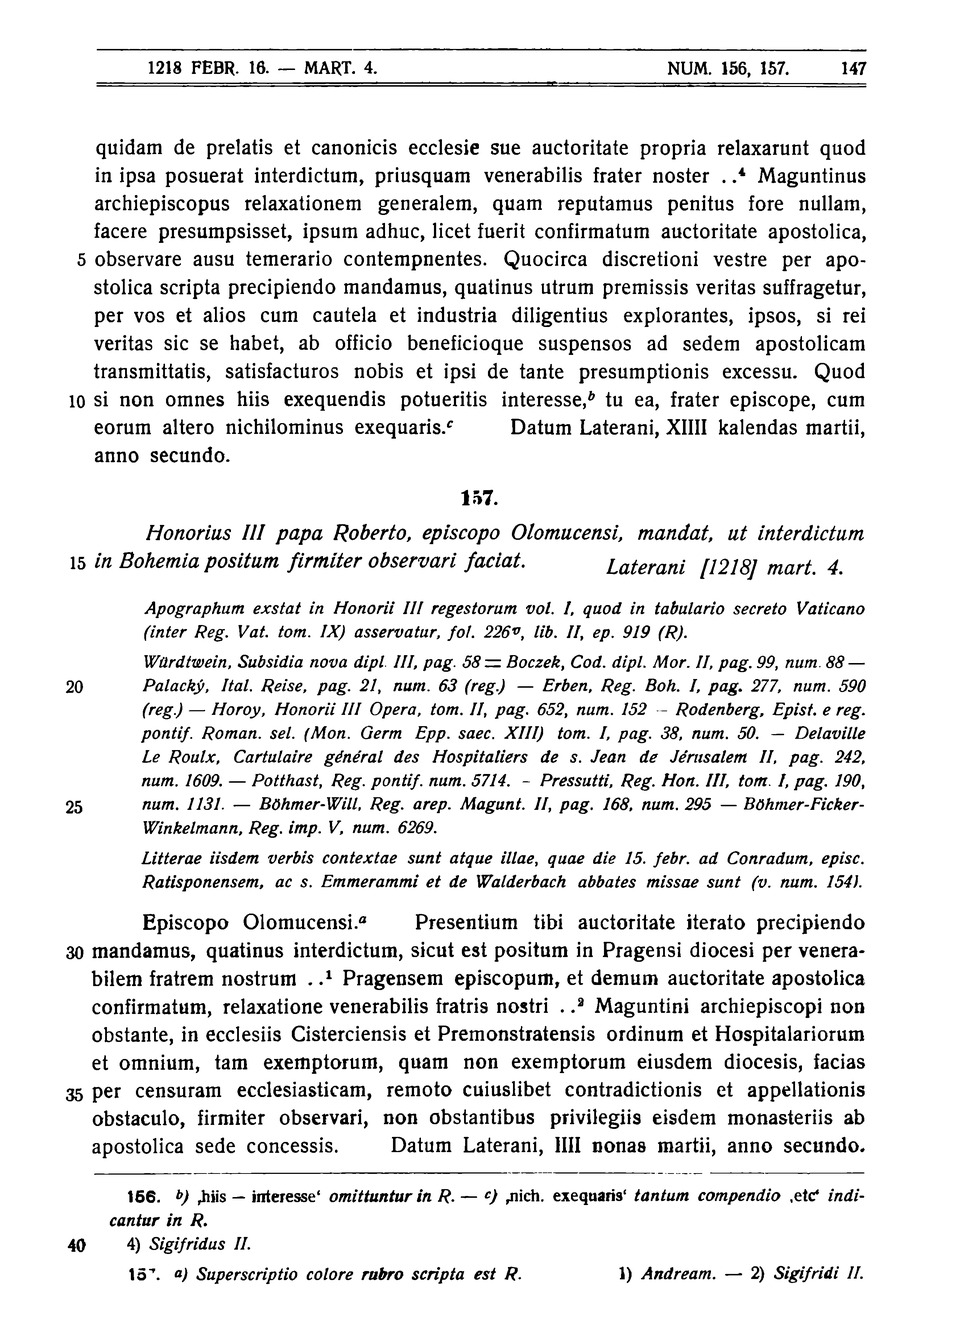 1218 FEBR. 16. — MART. 4. NUM. 156, 157. 147
quidam de prelatis et canonicis ecclesie sue auctoritate propria relaxarunt quod
in ipsa posuerat interdictum, priusquam venerabilis frater noster . .⁴ Maguntinus
archiepiscopus relaxationem generalem, quam reputamus penitus fore nullam,
facere presumpsisset, ipsum adhuc, licet fuerit confirmatum auctoritate apostolica,
5 observare ausu temerario contempnentes. Quocirca discretioni vestre per apo-
stolica scripta precipiendo mandamus, quatinus utrum premissis veritas suffragetur,
per vos et alios cum cautela et industria diligentius explorantes, ipsos, si rei
veritas sic se habet, ab officio beneficioque suspensos ad sedem apostolicam
transmittatis, satisfacturos nobis et ipsi de tante presumptionis excessu. Quod
10 si non omnes hiis exequendis potueritis interesse,ᵇ tu ea, frater episcope, cum
eorum altero nichilominus exequaris.ᶜ Datum Laterani, XIIII kalendas martii,
anno secundo.
157.
Honorius III papa Roberto, episcopo Olomucensi, mandat, ut interdictum
15 in Bohemia positum firmiter observari faciat. Laterani [1218] mart. 4.
Apographum exstat in Honorii III regestorum vol. I, quod in tabulario secreto Vaticano
(inter Reg. Vat. tom. IX) asservatur, fol. 226ᵛ, lib. II, ep. 919 (R).
Würdtwein, Subsidia nova dipl. III, pag. 58 = Boczek, Cod. dipl. Mor. II, pag. 99, num. 88 —
20 Palacký, Ital. Reise, pag. 21, num. 63 (reg.) — Erben, Reg. Boh. I, pag. 277, num. 590
(reg.) — Horoy, Honorii III Opera, tom. II, pag. 652, num. 152 — Rodenberg, Epist. e reg.
pontif. Roman. sel. (Mon. Germ Epp. saec. XIII) tom. I, pag. 38, num. 50. — Delaville
Le Roulx, Cartulaire général des Hospitaliers de s. Jean de Jérusalem II, pag. 242,
num. 1609. — Potthast, Reg. pontif. num. 5714. – Pressutti, Reg. Hon. III, tom. I, pag. 190,
25 num. 1131. — Böhmer-Will, Reg. arep. Magunt. II, pag. 168, num. 295 — Böhmer-Ficker-
Winkelmann, Reg. imp. V, num. 6269.
Litterae iisdem verbis contextae sunt atque illae, quae die 15. febr. ad Conradum, episc.
Ratisponensem, ac s. Emmerammi et de Walderbach abbates missae sunt (v. num. 154).
Episcopo Olomucensi.ᵃ Presentium tibi auctoritate iterato precipiendo
30 mandamus, quatinus interdictum, sicut est positum in Pragensi diocesi per venera-
bilem fratrem nostrum . .¹ Pragensem episcopum, et demum auctoritate apostolica
confirmatum, relaxatione venerabilis fratris nostri . .² Maguntini archiepiscopi non
obstante, in ecclesiis Cisterciensis et Premonstratensis ordinum et Hospitalariorum
et omnium, tam exemptorum, quam non exemptorum eiusdem diocesis, facias
35 per censuram ecclesiasticam, remoto cuiuslibet contradictionis et appellationis
obstaculo, firmiter observari, non obstantibus privilegiis eisdem monasteriis ab
apostolica sede concessis. Datum Laterani, IIII nonas martii, anno secundo.
156. b) ‚hiis — interesse‘ omittuntur in R. — c) ‚nich. exequaris‘ tantum compendio ‚etc‘ indi-
cantur in R.
40 4) Sigifridus II.
157. a) Superscriptio colore rubro scripta est R. 1) Andream. — 2) Sigifridi II.